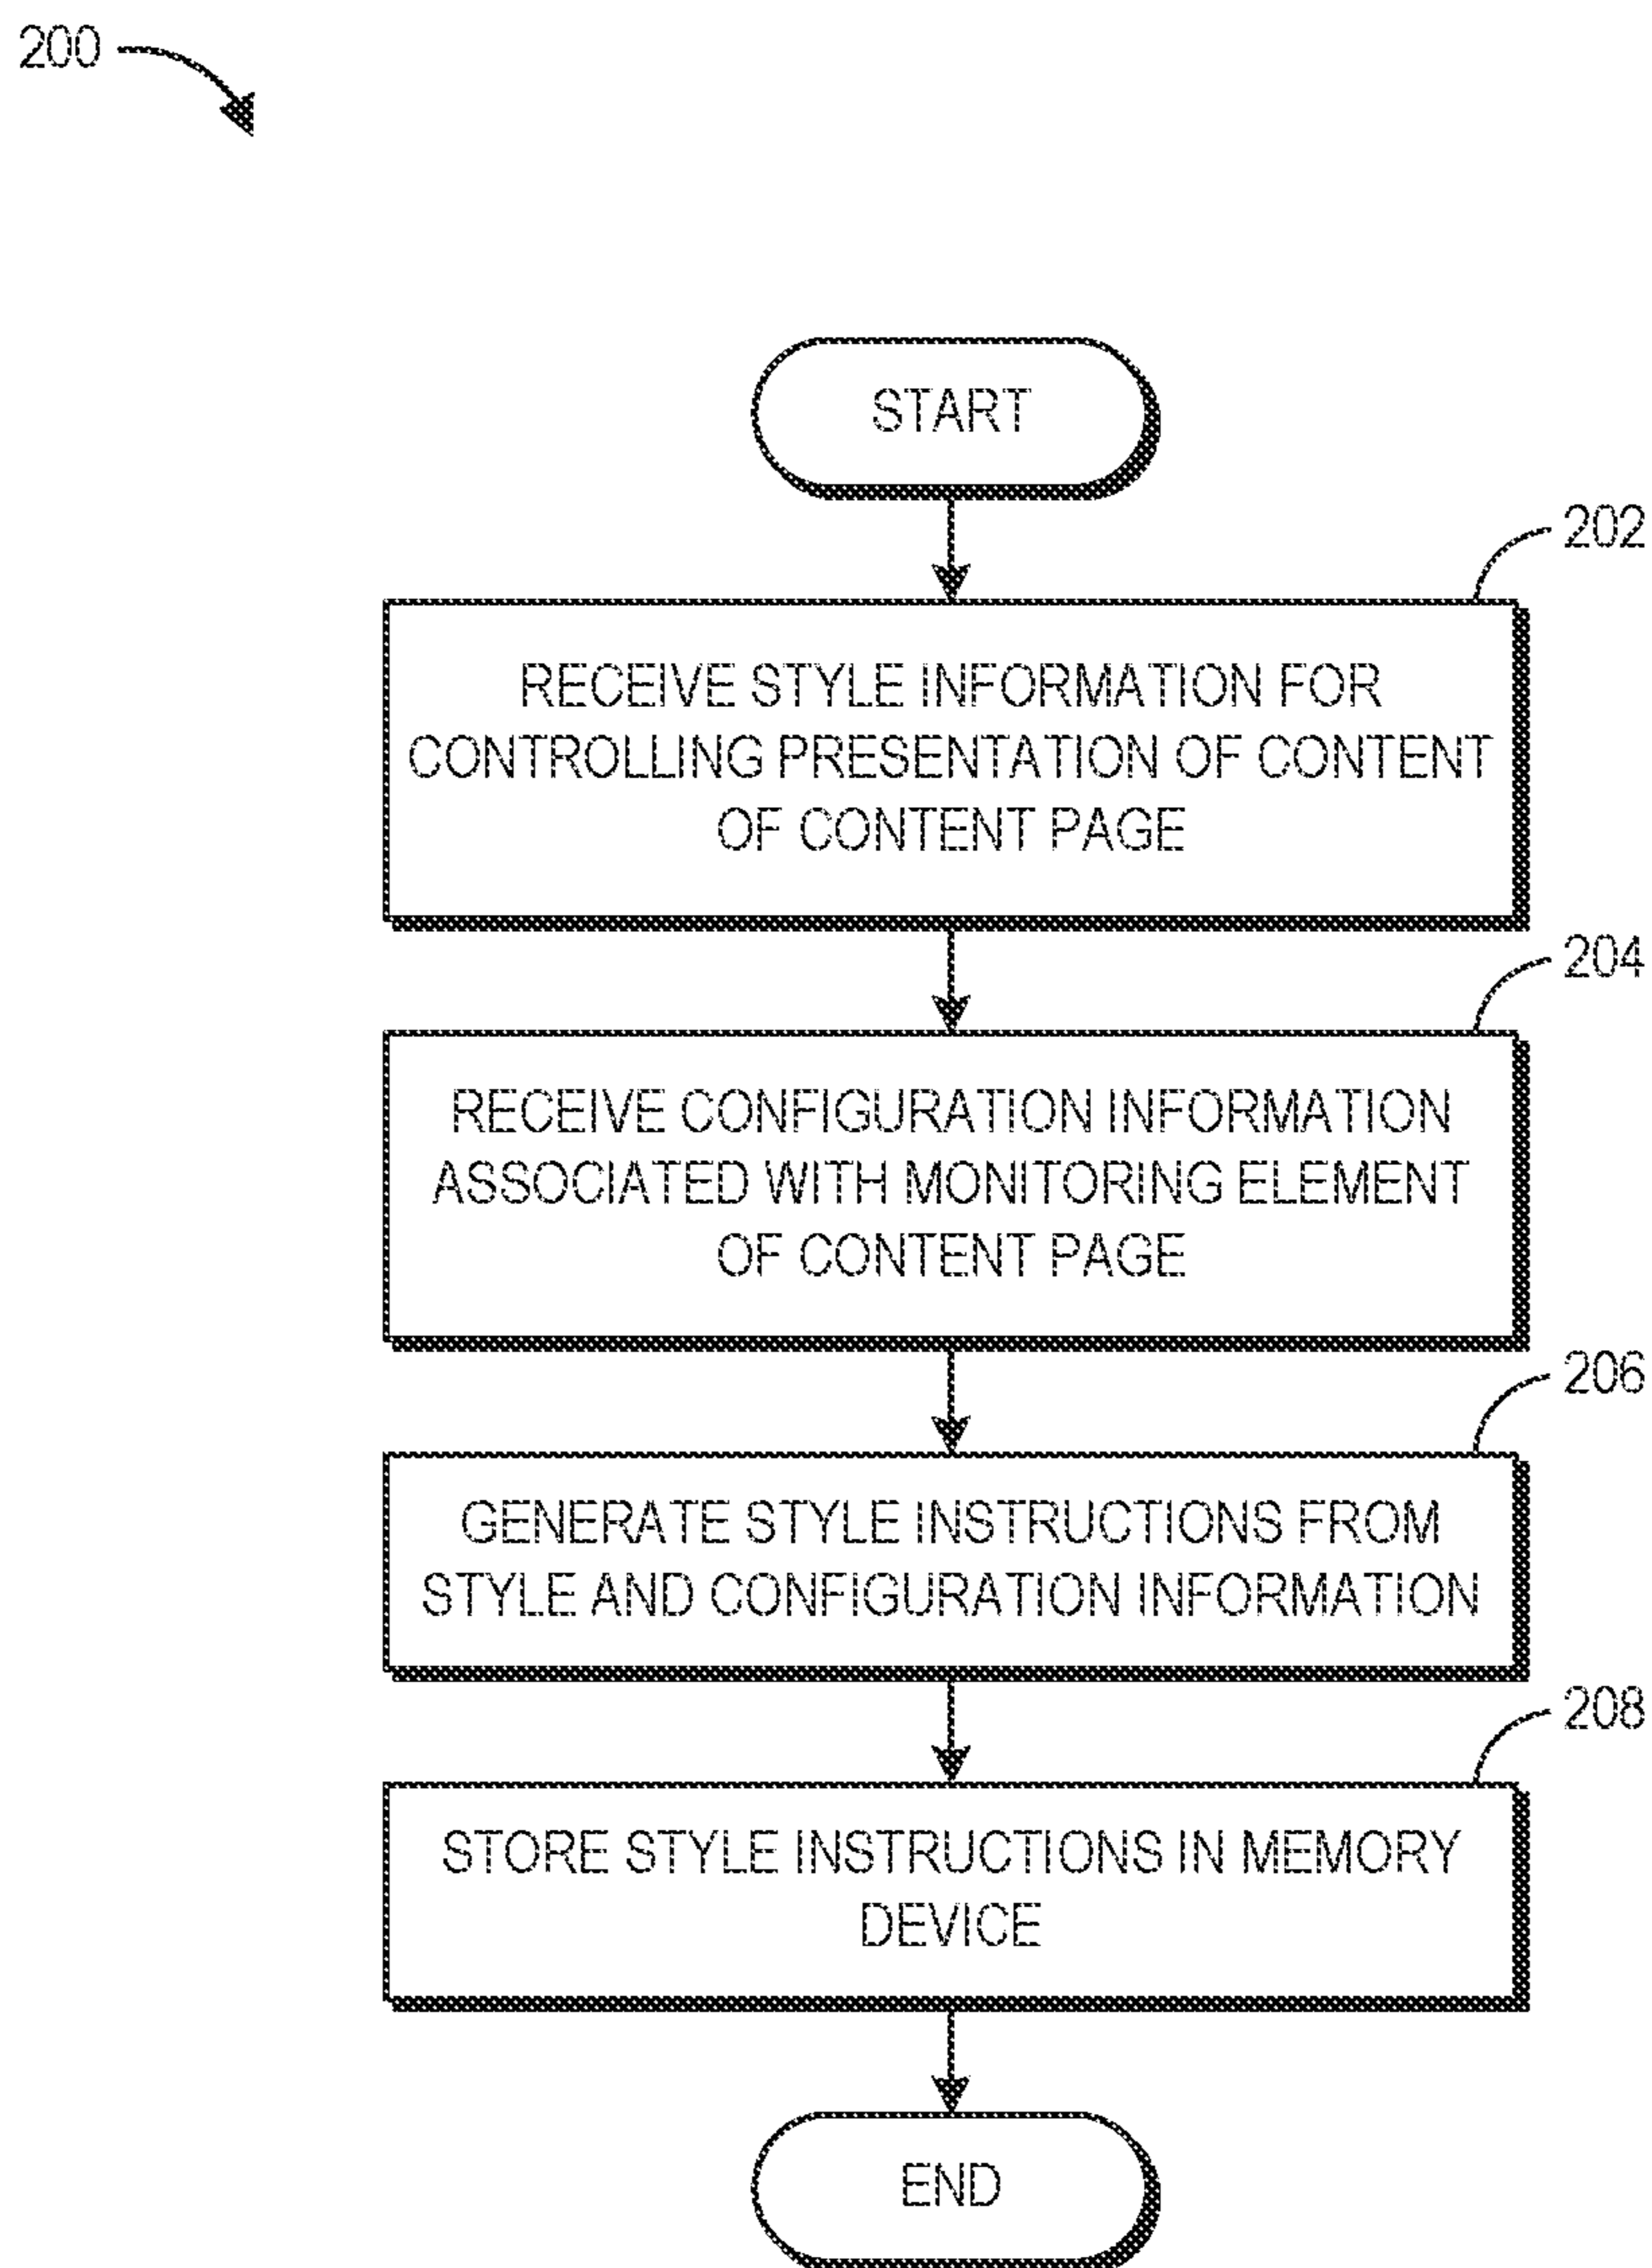 200
START
202
RECEIVE STYLE INFORMATION FOR
CONTROLLING PRESENTATION OF CONTENT
OF CONTENT PAGE
204
RECEIVE CONFIGURATION INFORMATION
ASSOCIATED WITH MONITORING ELEMENT
OF CONTENT PAGE
206
GENERATE STYLE INSTRUCTIONS FROM
STYLE AND CONFIGURATION INFORMATION
208
STORE STYLE INSTRUCTIONS IN MEMORY
DEVICE
END